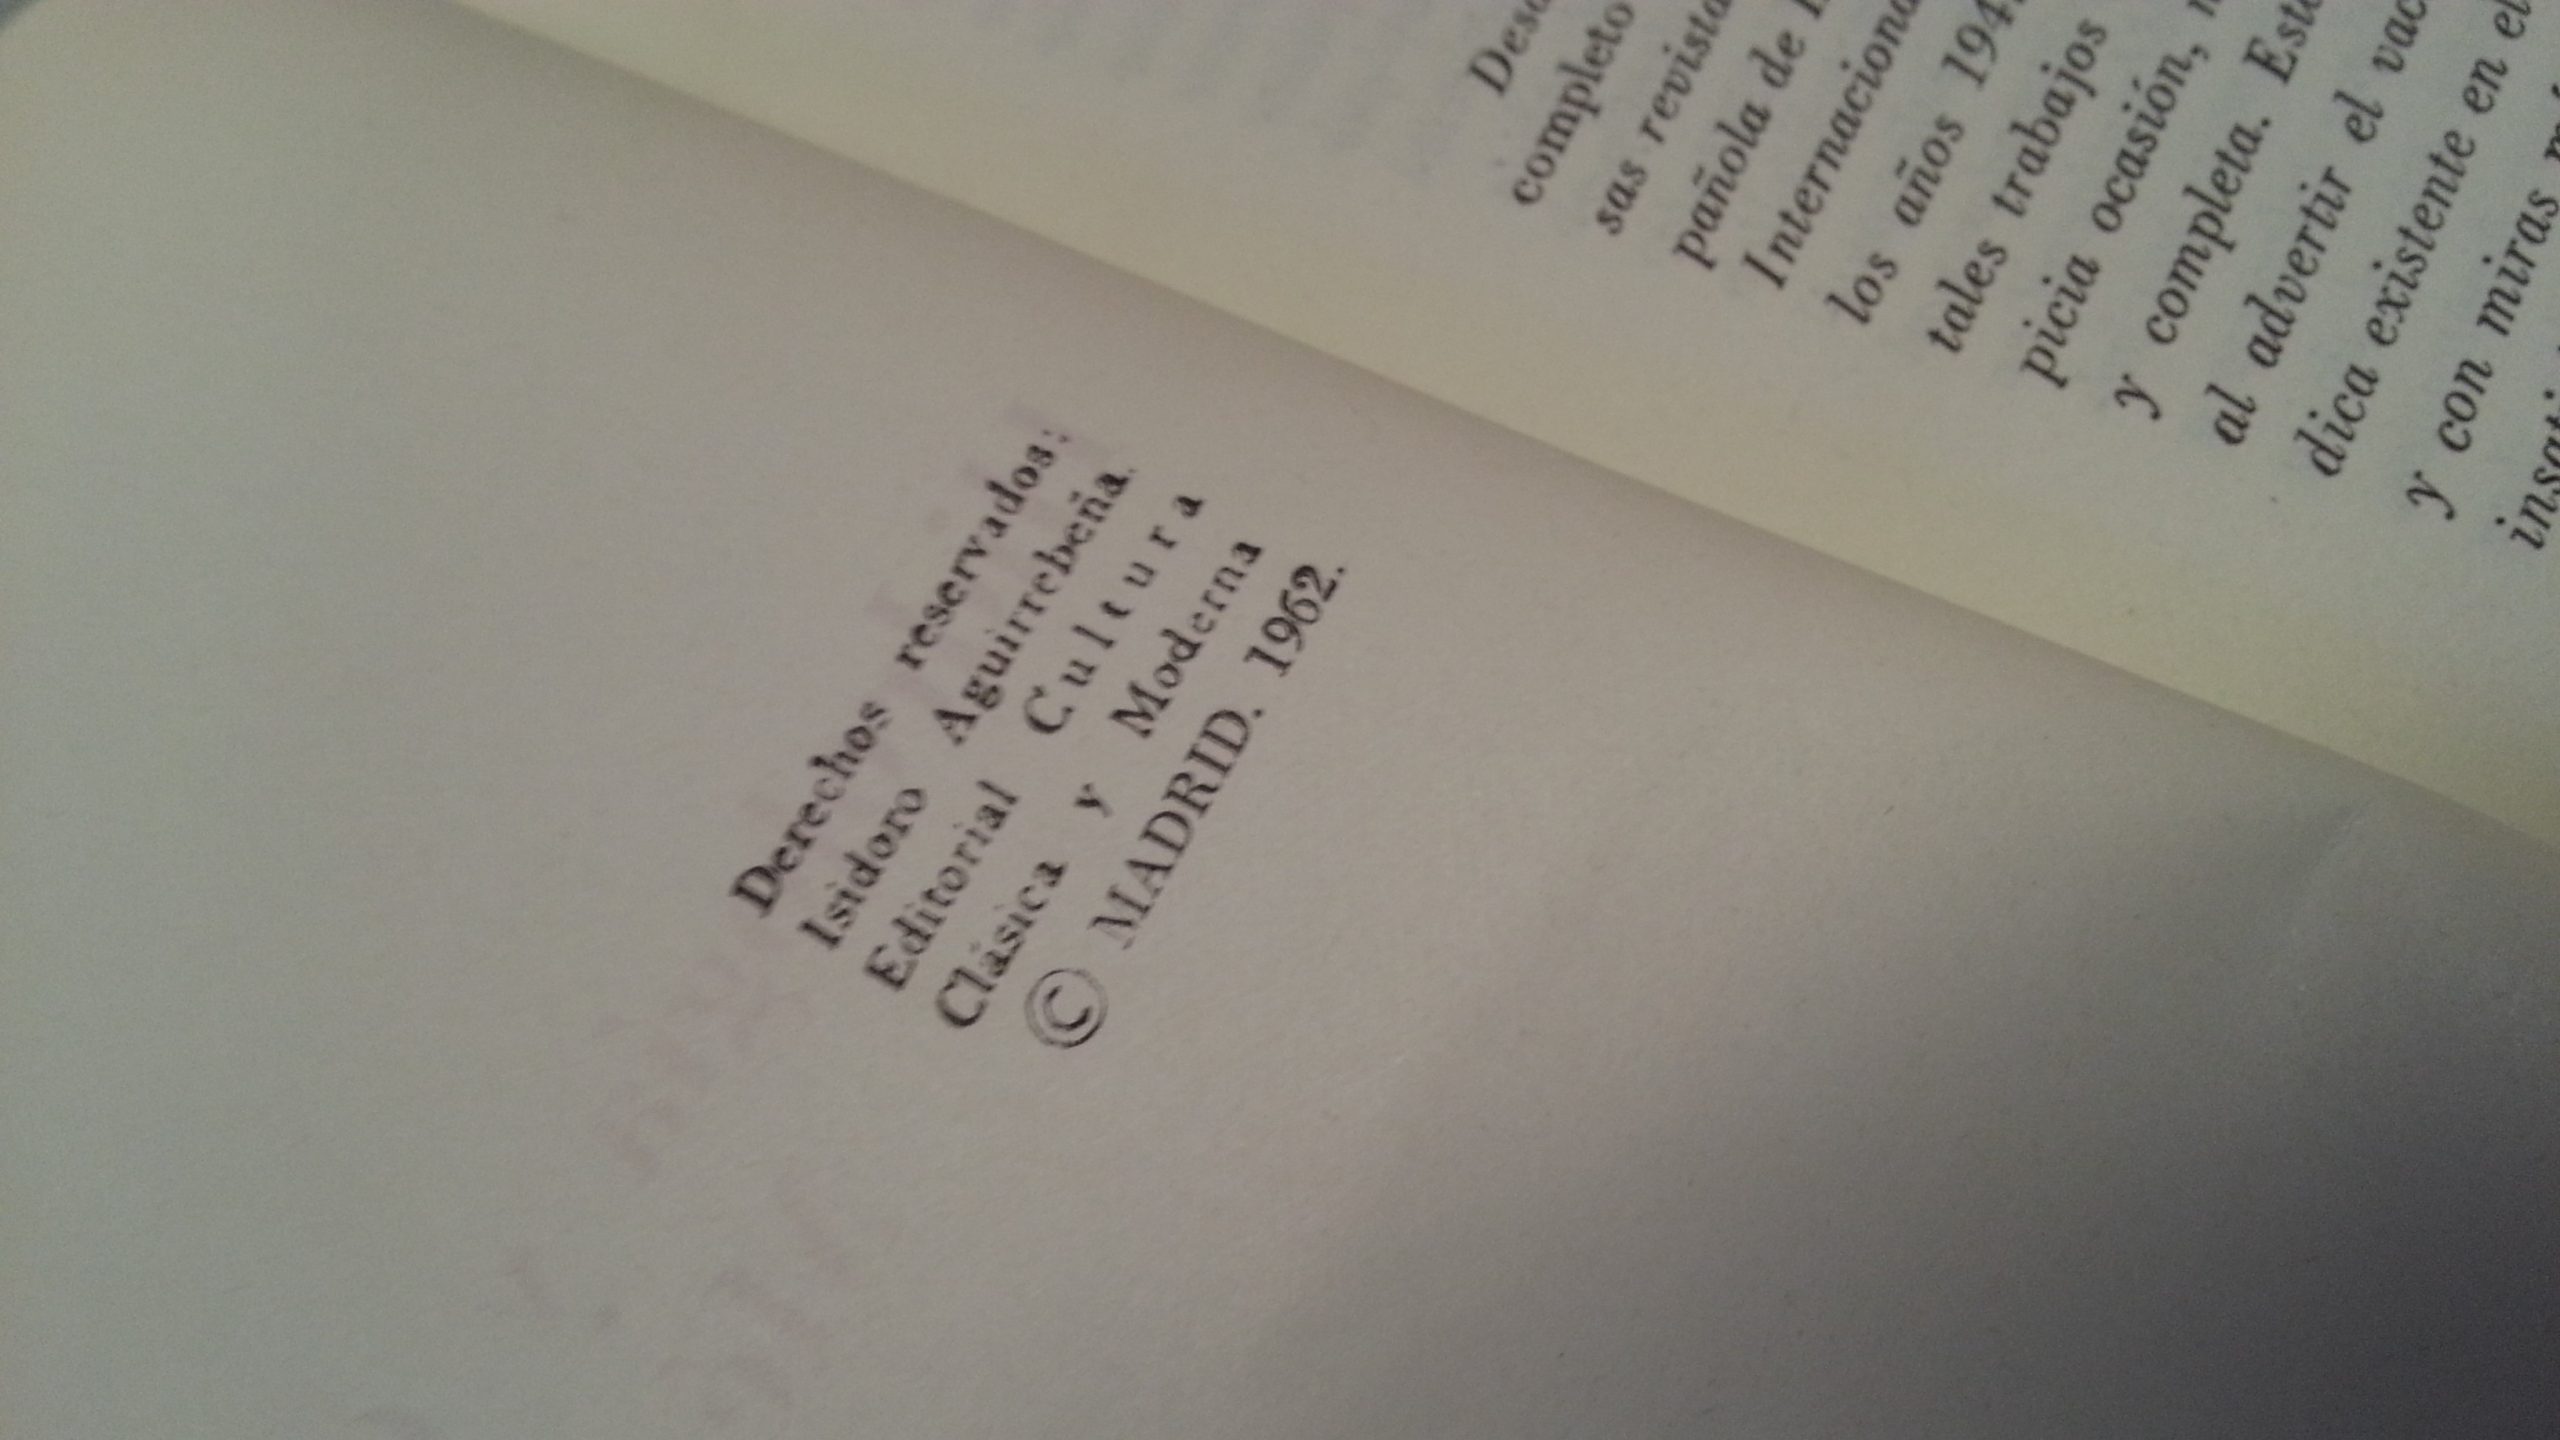 Derechos reservados:
Isidoro Aguirrebeña.
Editorial Cultura
Clásica y Moderna
© MADRID. 1962.
completo
sas revista
pañola de
los años
tales trabajos
picia ocasión,
y completa.
al advertir el
dica existente en el
y con miras